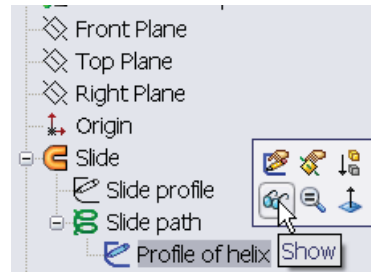 Front Plane
Top Plane
Right Plane
Origin
Slide
Slide profile
Slide path
Profile of helix
Show